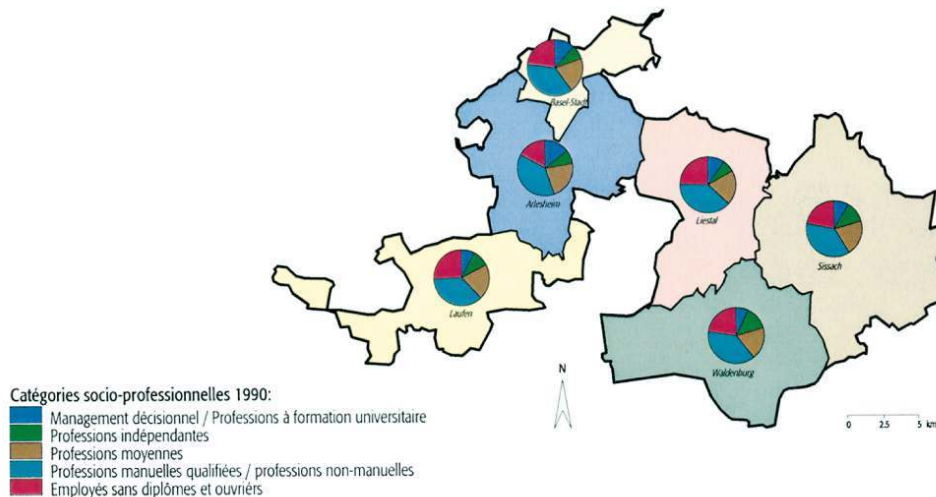 Basel-Stadt
Arlesheim
Liestal
Sissach
Laufen
Waldenburg
N
0 2.5 5 km
Catégories socio-professionnelles 1990:
Management décisionnel / Professions à formation universitaire
Professions indépendantes
Professions moyennes
Professions manuelles qualifiées / professions non-manuelles
Employés sans diplômes et ouvriérs